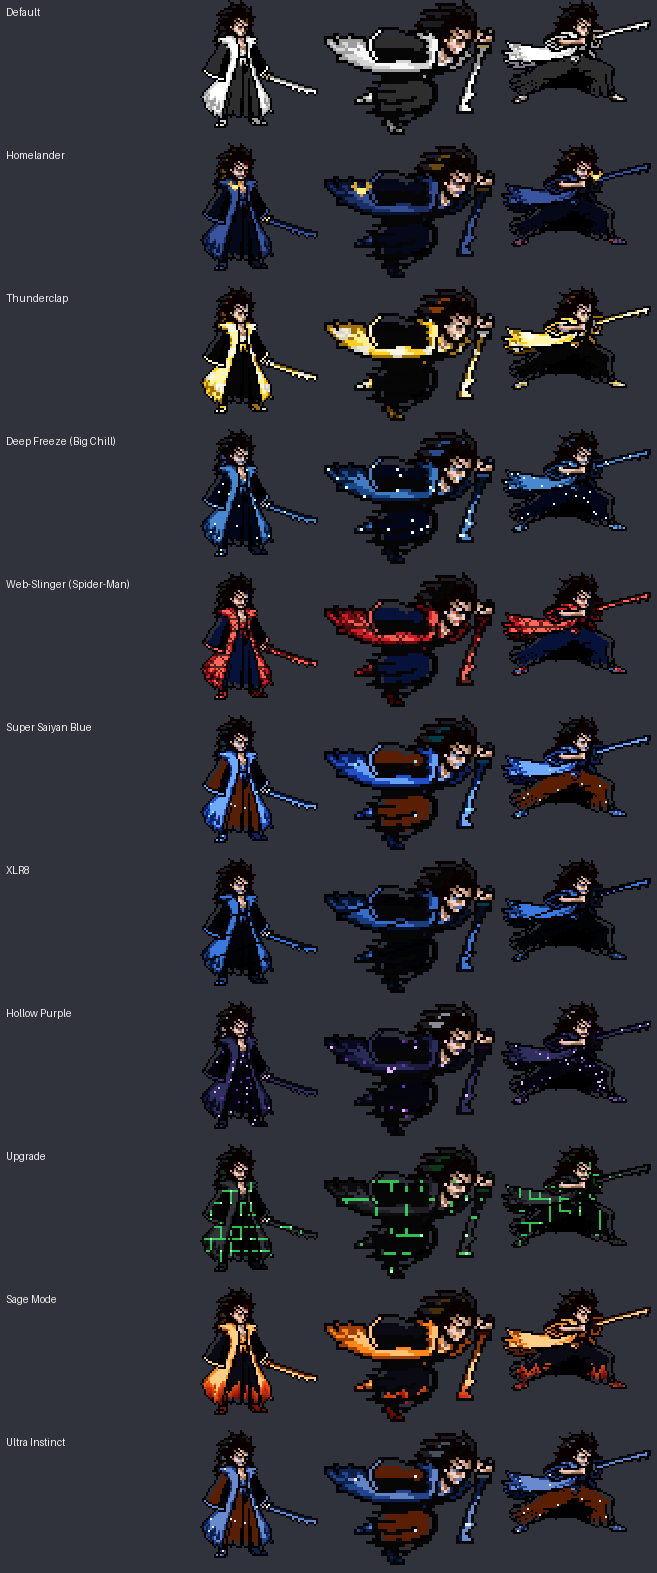 Default
Homelander
Thunderclap
Deep Freeze (Big Chill)
Web-Slinger (Spider-Man)
Super Saiyan Blue
XLR8
Hollow Purple
Upgrade
Sage Mode
Ultra Instinct